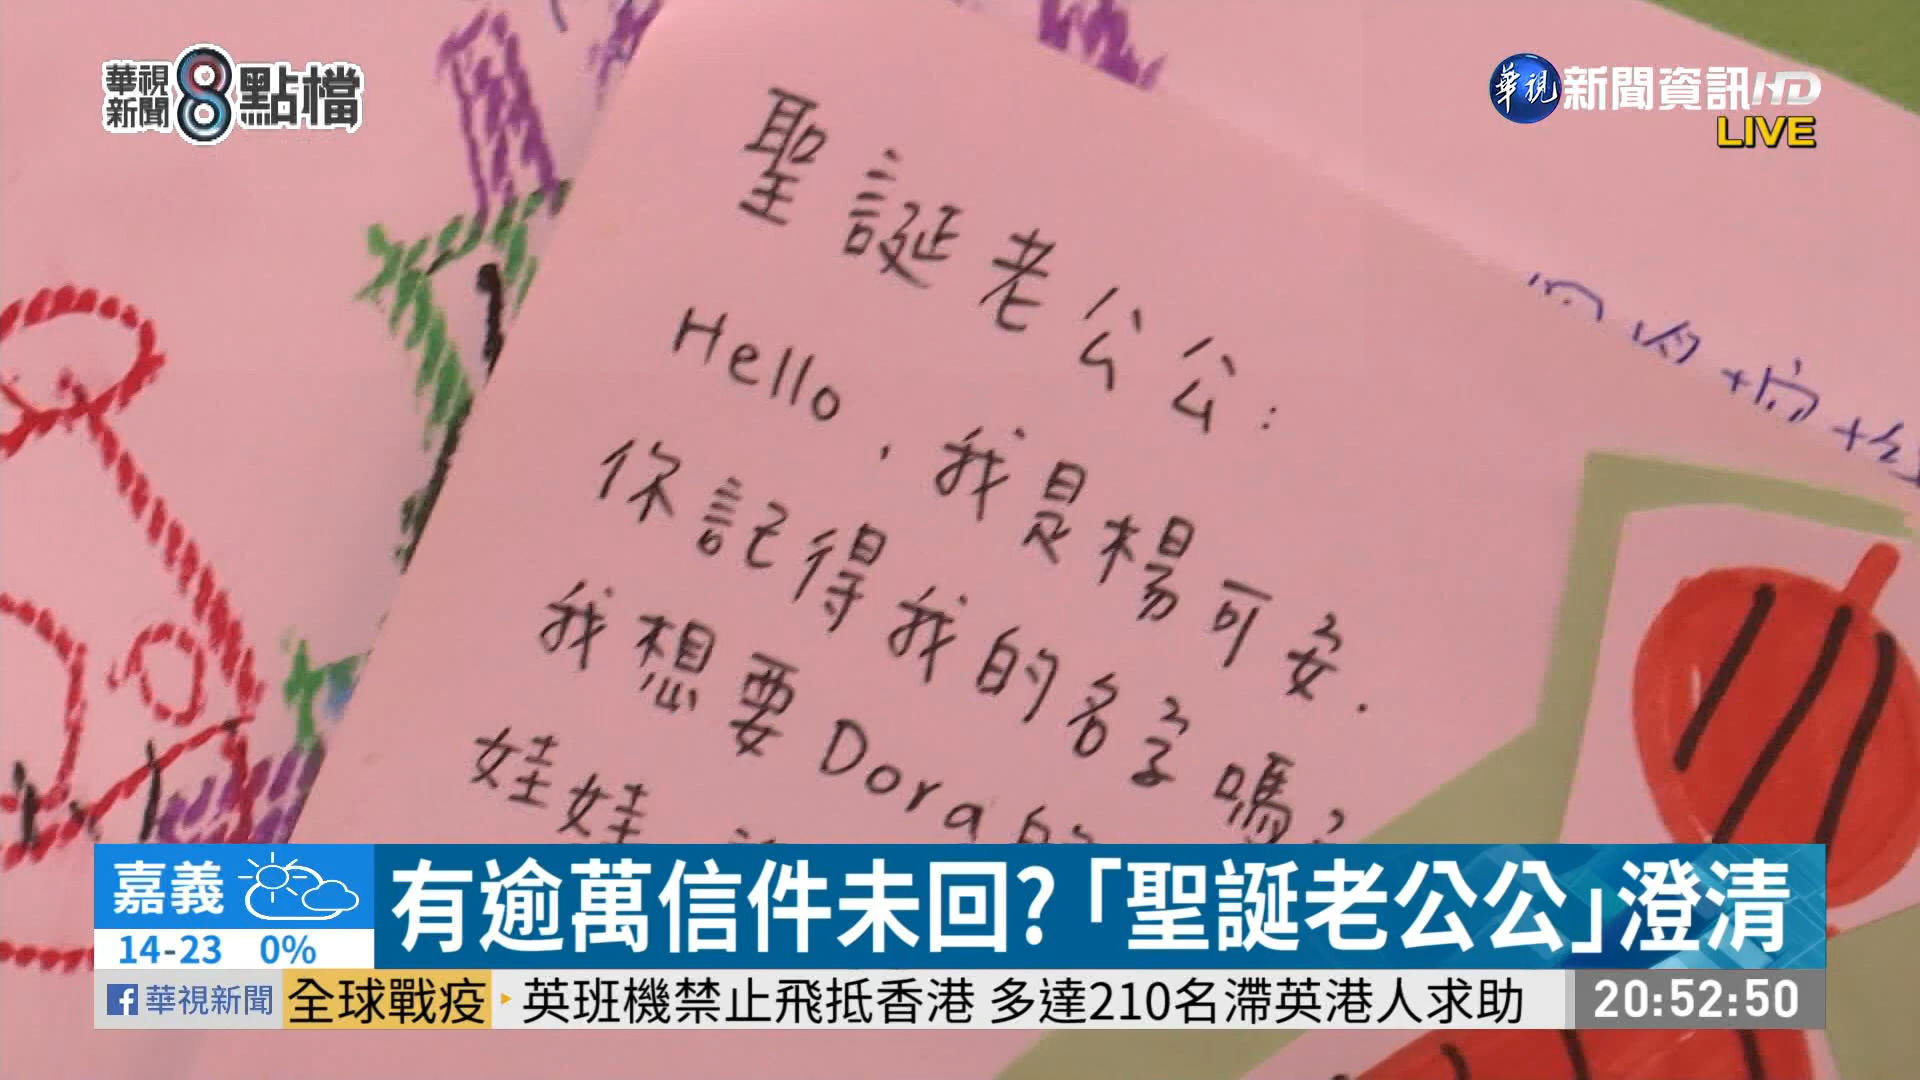 華視新聞8點檔
華視 新聞資訊HD
LIVE
聖誕老公公:
Hello,我是楊可安.
你記得我的名字嗎?
我想要Dora的
娃娃
嘉義
14-23 0%
有逾萬信件未回?「聖誕老公公」澄清
華視新聞
全球戰疫
英班機禁止飛抵香港 多達210名滯英港人求助
20:52:50